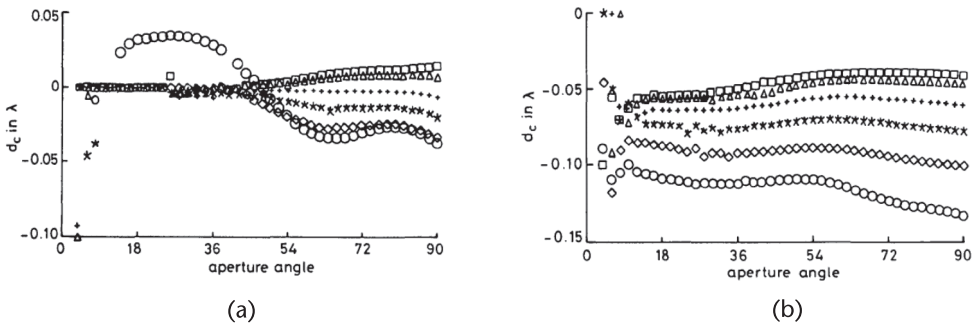 0.05
0
-0.05
-0.10
d_c in λ
0 18 36 54 72 90
aperture angle
(a)
0
-0.05
-0.10
-0.15
d_c in λ
18 36 54 72 90
aperture angle
(b)